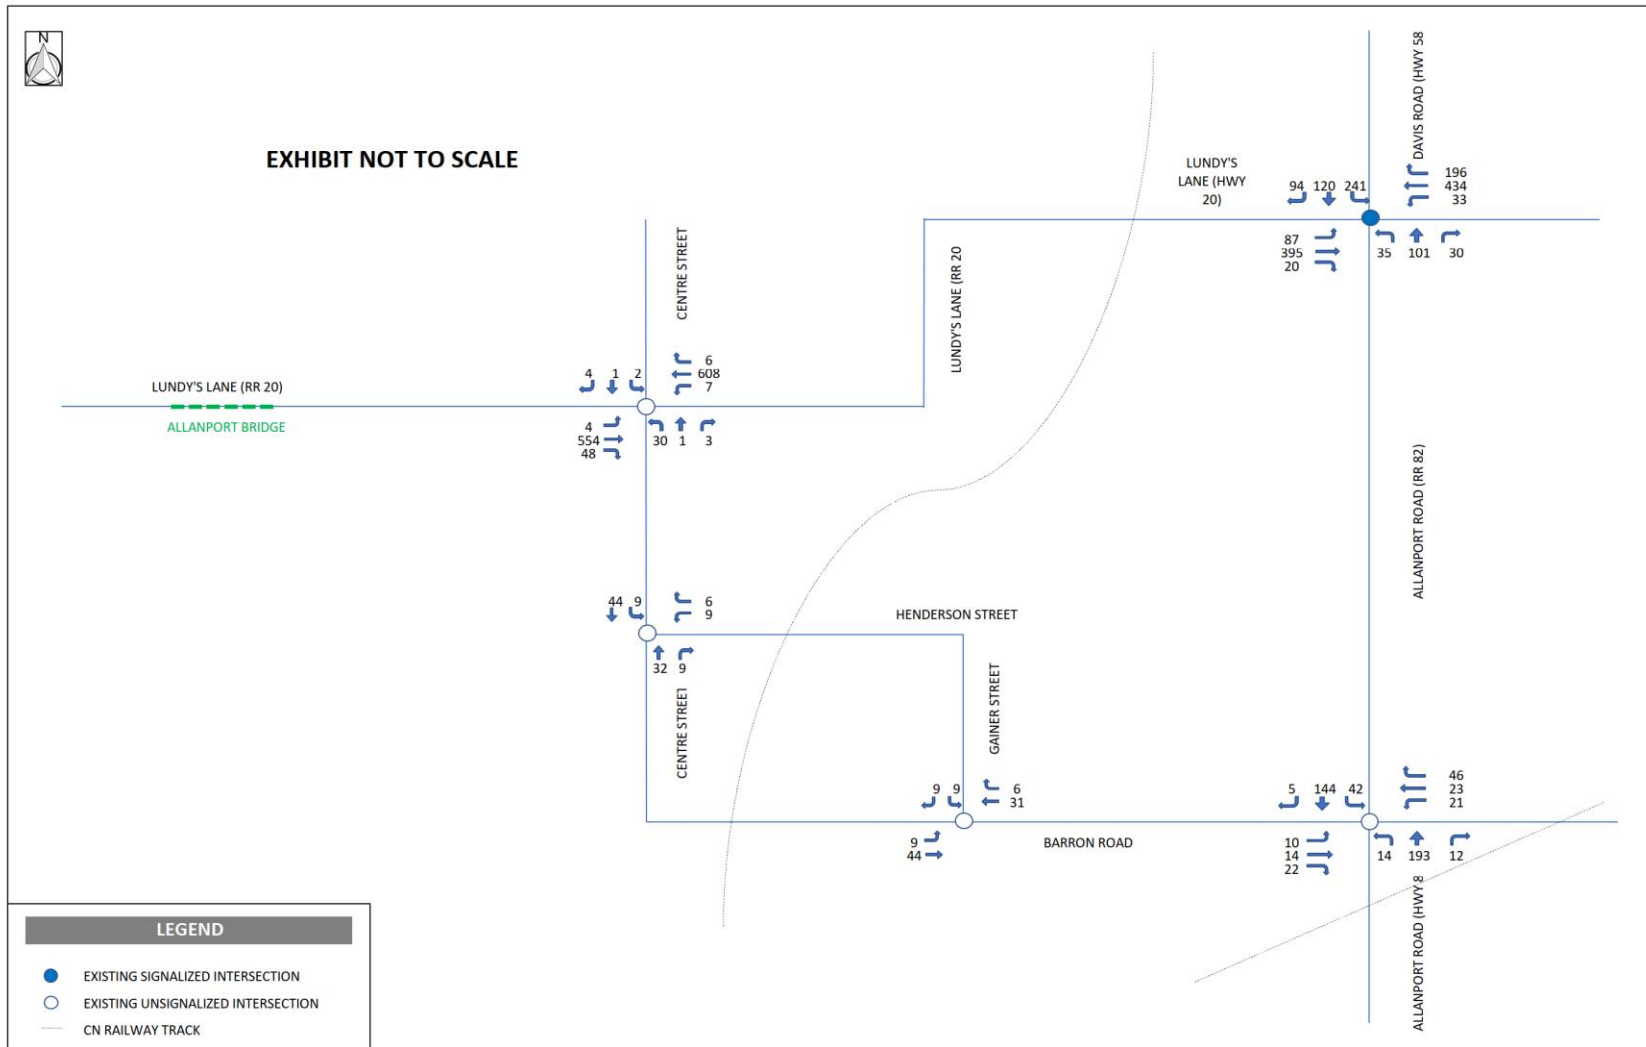 N
EXHIBIT NOT TO SCALE
DAVIS ROAD (HWY 58
LUNDY'S
LANE (HWY
20)
94 120 241
196
434
33
87
395
20
35 101 30
CENTRE STREET
LUNDY'S LANE (RR 20
LUNDY'S LANE (RR 20)
ALLANPORT BRIDGE
4 1 2
6
608
7
4
554
48
30 1 3
ALLANPORT ROAD (RR 82)
44 9
6
9
HENDERSON STREET
32 9
CENTRE STREET
GAINER STREET
9 9
6
31
9
44
BARRON ROAD
5 144 42
46
23
21
10
14
22
14 193 12
ALLANPORT ROAD (HWY 8
LEGEND
EXISTING SIGNALIZED INTERSECTION
EXISTING UNSIGNALIZED INTERSECTION
CN RAILWAY TRACK